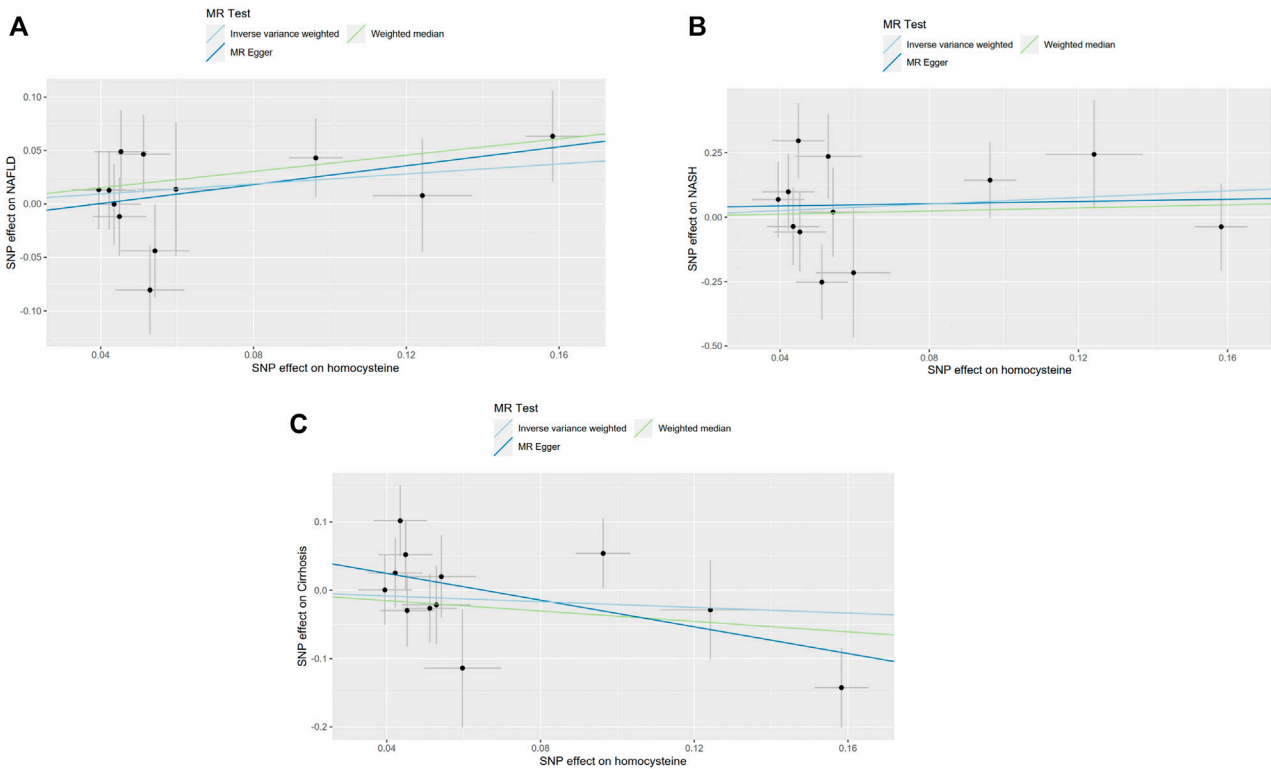 A
MR Test
Inverse variance weighted
Weighted median
MR Egger
SNP effect on NAFLD
0.10
0.05
0.00
-0.05
-0.10
0.04
0.08
0.12
0.16
SNP effect on homocysteine
B
MR Test
Inverse variance weighted
Weighted median
MR Egger
SNP effect on NASH
0.25
0.00
-0.25
-0.50
0.04
0.08
0.12
0.16
SNP effect on homocysteine
C
MR Test
Inverse variance weighted
Weighted median
MR Egger
SNP effect on Cirrhosis
0.1
0.0
-0.1
-0.2
0.04
0.08
0.12
0.16
SNP effect on homocysteine